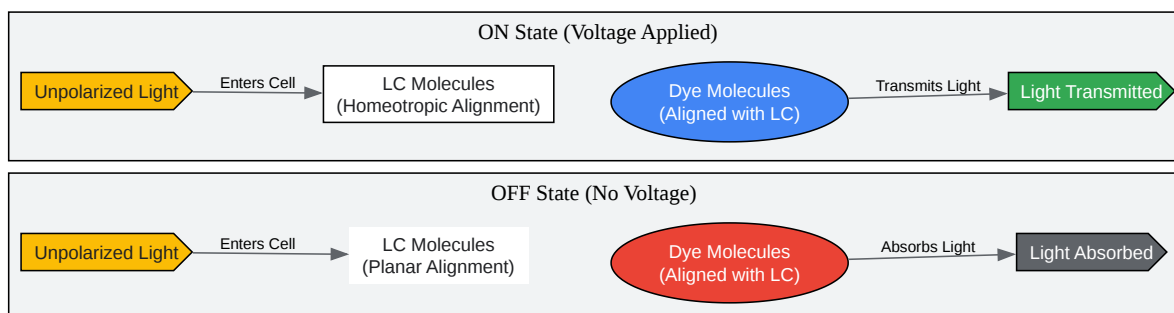 ON State (Voltage Applied)
Unpolarized Light
Enters Cell
LC Molecules
(Homeotropic Alignment)
Dye Molecules
(Aligned with LC)
Transmits Light
Light Transmitted
OFF State (No Voltage)
Unpolarized Light
Enters Cell
LC Molecules
(Planar Alignment)
Dye Molecules
(Aligned with LC)
Absorbs Light
Light Absorbed